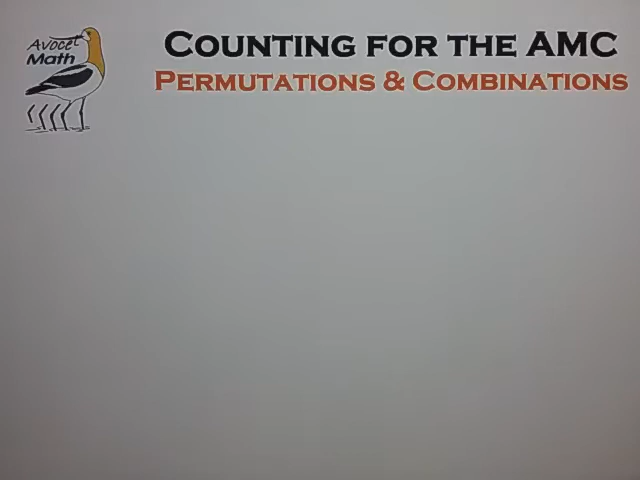 Avocet
Math
COUNTING FOR THE AMC
PERMUTATIONS & COMBINATIONS